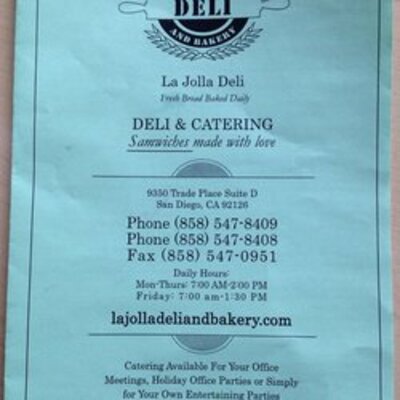 DELI
AND BAKERY
La Jolla Deli
Fresh Bread Baked Daily
DELI & CATERING
Samwiches made with love
9350 Trade Place Suite D
San Diego, CA 92126
Phone (858) 547-8409
Phone (858) 547-8408
Fax (858) 547-0951
Daily Hours:
Mon-Thurs: 7:00 AM-2:00 PM
Friday: 7:00 am-1:30 PM
lajolladeliandbakery.com
Catering Available For Your Office
Meetings, Holiday Office Parties or Simply
for Your Own Entertaining Parties